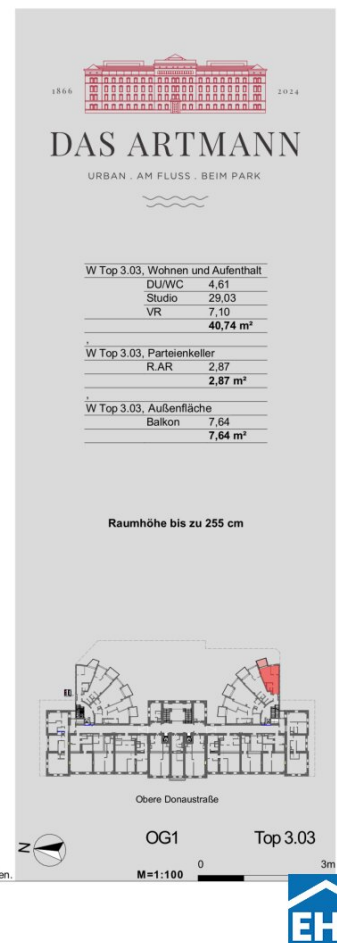 1866 2024
DAS ARTMANN
URBAN . AM FLUSS . BEIM PARK
W Top 3.03, Wohnen und Aufenthalt
DU/WC 4,61
Studio 29,03
VR 7,10
40,74 m²
,
W Top 3.03, Parteienkeller
R.AR 2,87
2,87 m²
,
W Top 3.03, Außenfläche
Balkon 7,64
7,64 m²
Raumhöhe bis zu 255 cm
Obere Donaustraße
N
OG1 Top 3.03
0 3m
en. M=1:100
EH